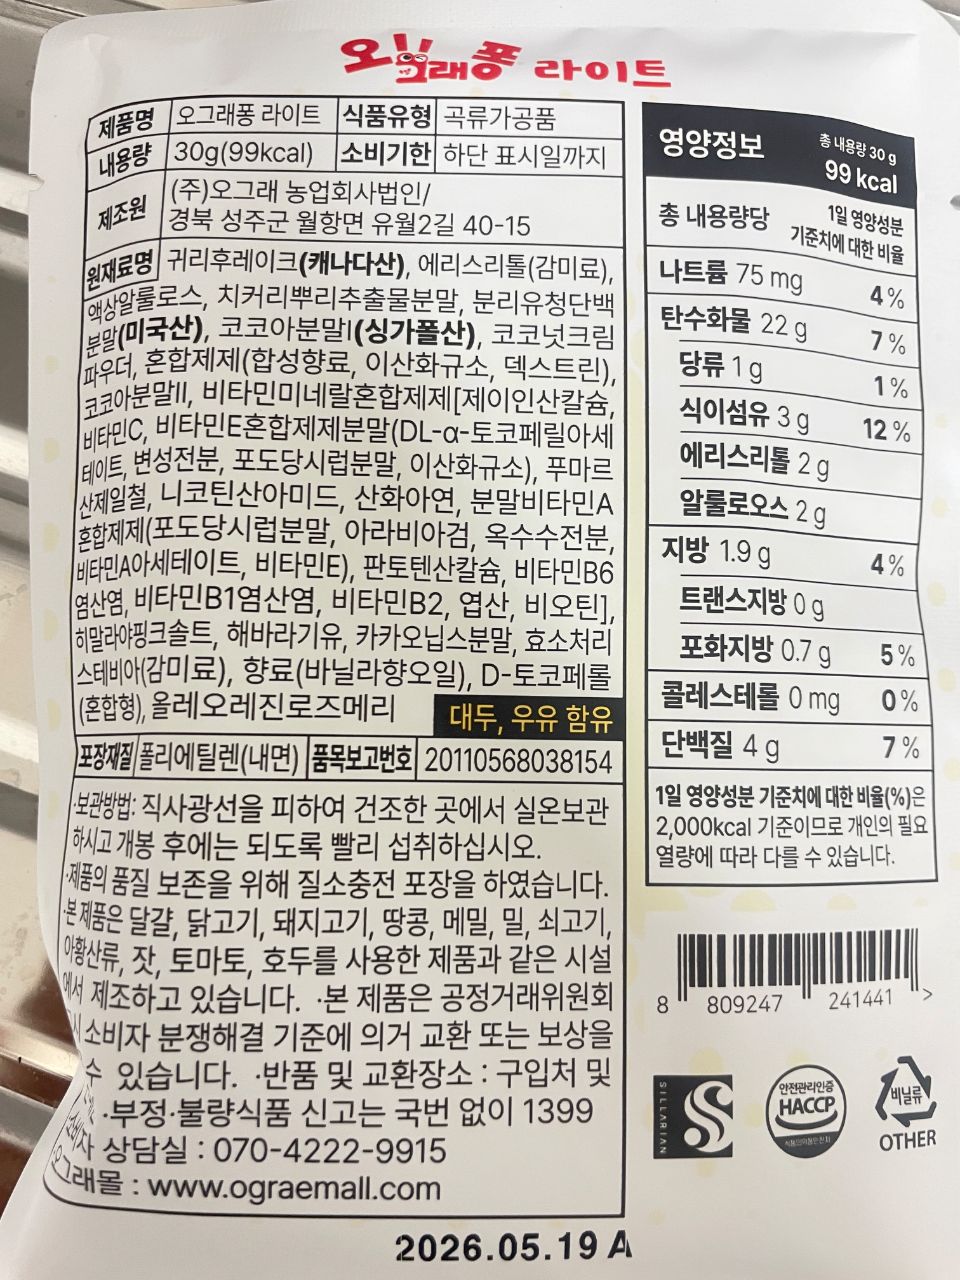 오!!그래퐁 라이트
제품명 오그래퐁 라이트 식품유형 곡류가공품
내용량 30g(99kcal) 소비기한 하단 표시일까지
제조원 (주)오그래 농업회사법인/
경북 성주군 월항면 유월2길 40-15
원재료명 귀리후레이크(캐나다산), 에리스리톨(감미료),
액상알룰로스, 치커리뿌리추출물분말, 분리유청단백
분말(미국산), 코코아분말I(싱가폴산), 코코넛크림
파우더, 혼합제제(합성향료, 이산화규소, 덱스트린),
코코아분말II, 비타민미네랄혼합제제[제이인산칼슘,
비타민C, 비타민E혼합제제분말(DL-α-토코페릴아세
테이트, 변성전분, 포도당시럽분말, 이산화규소), 푸마르
산제일철, 니코틴산아미드, 산화아연, 분말비타민A
혼합제제(포도당시럽분말, 아라비아검, 옥수수전분,
비타민A아세테이트, 비타민E), 판토텐산칼슘, 비타민B6
염산염, 비타민B1염산염, 비타민B2, 엽산, 비오틴],
히말라야핑크솔트, 해바라기유, 카카오닙스분말, 효소처리
스테비아(감미료), 향료(바닐라향오일), D-토코페롤
(혼합형), 올레오레진로즈메리
대두, 우유 함유
포장재질 폴리에틸렌(내면) 품목보고번호 20110568038154
·보관방법: 직사광선을 피하여 건조한 곳에서 실온보관
하시고 개봉 후에는 되도록 빨리 섭취하십시오.
·제품의 품질 보존을 위해 질소충전 포장을 하였습니다.
·본 제품은 달걀, 닭고기, 돼지고기, 땅콩, 메밀, 밀, 쇠고기,
아황산류, 잣, 토마토, 호두를 사용한 제품과 같은 시설
에서 제조하고 있습니다. ·본 제품은 공정거래위원회
시 소비자 분쟁해결 기준에 의거 교환 또는 보상을
수 있습니다. ·반품 및 교환장소 : 구입처 및
·부정·불량식품 신고는 국번 없이 1399
상담실 : 070-4222-9915
오그래몰 : www.ograemall.com
2026.05.19 A
영양정보 총 내용량 30 g
99 kcal
총 내용량당 1일 영양성분
기준치에 대한 비율
나트륨 75 mg 4 %
탄수화물 22 g 7 %
당류 1 g 1 %
식이섬유 3 g 12 %
에리스리톨 2 g
알룰로오스 2 g
지방 1.9 g 4 %
트랜스지방 0 g
포화지방 0.7 g 5 %
콜레스테롤 0 mg 0 %
단백질 4 g 7 %
1일 영양성분 기준치에 대한 비율(%)은
2,000kcal 기준이므로 개인의 필요
열량에 따라 다를 수 있습니다.
8 809247 241441 >
SILLARIAN
S
안전관리인증
HACCP
식품의약품안전처
비닐류
OTHER